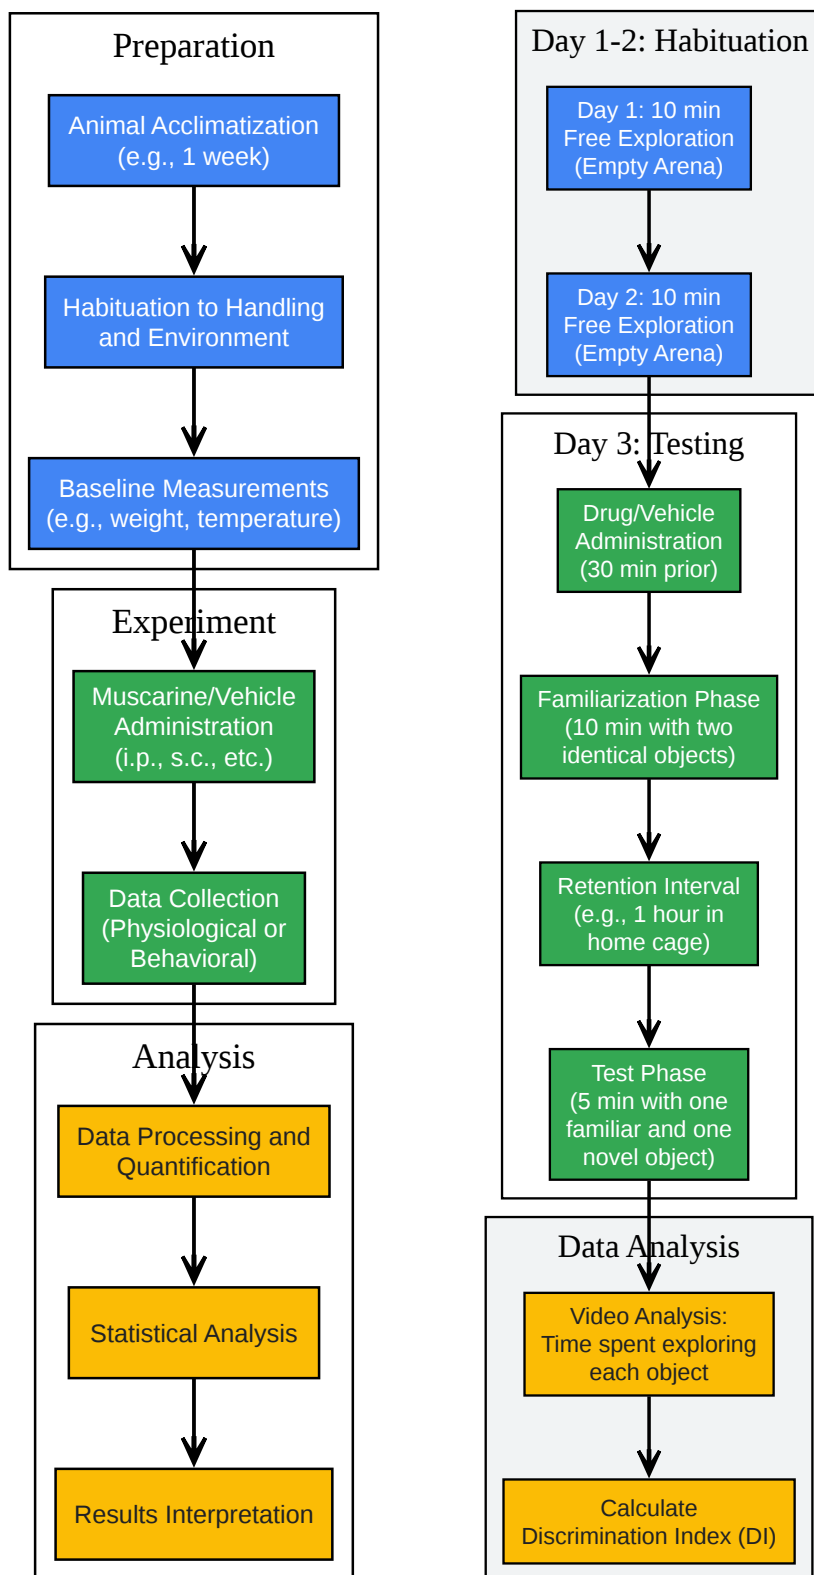 Preparation
Animal Acclimatization
(e.g., 1 week)
Habituation to Handling
and Environment
Baseline Measurements
(e.g., weight, temperature)
Experiment
Muscarine/Vehicle
Administration
(i.p., s.c., etc.)
Data Collection
(Physiological or
Behavioral)
Analysis
Data Processing and
Quantification
Statistical Analysis
Results Interpretation
Day 1-2: Habituation
Day 1: 10 min
Free Exploration
(Empty Arena)
Day 2: 10 min
Free Exploration
(Empty Arena)
Day 3: Testing
Drug/Vehicle
Administration
(30 min prior)
Familiarization Phase
(10 min with two
identical objects)
Retention Interval
(e.g., 1 hour in
home cage)
Test Phase
(5 min with one
familiar and one
novel object)
Data Analysis
Video Analysis:
Time spent exploring
each object
Calculate
Discrimination Index (DI)